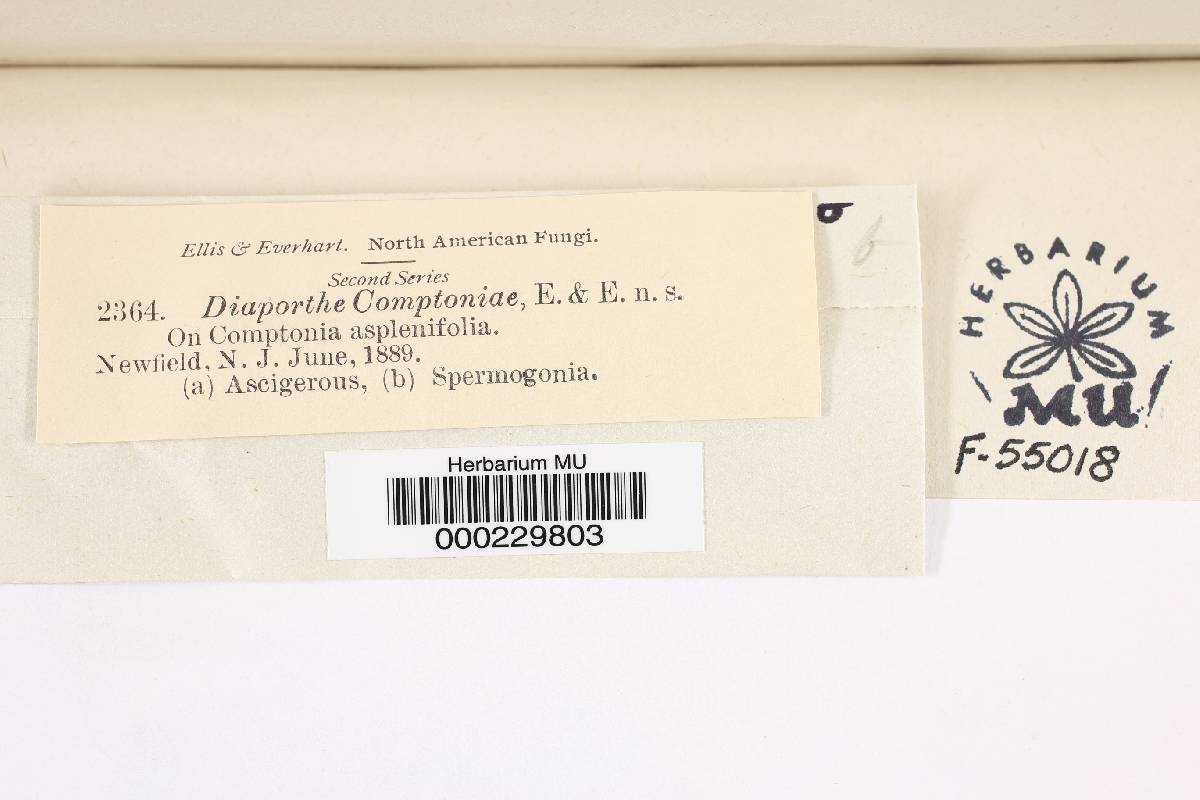 Ellis & Everhart. North American Fungi.
Second Series
2364. Diaporthe Comptoniae, E. & E. n. s.
On Comptonia asplenifolia.
Newfield, N. J. June, 1889.
(a) Ascigerous, (b) Spermogonia.
b
Herbarium MU
000229803
HERBARIUM
MU
F-55018